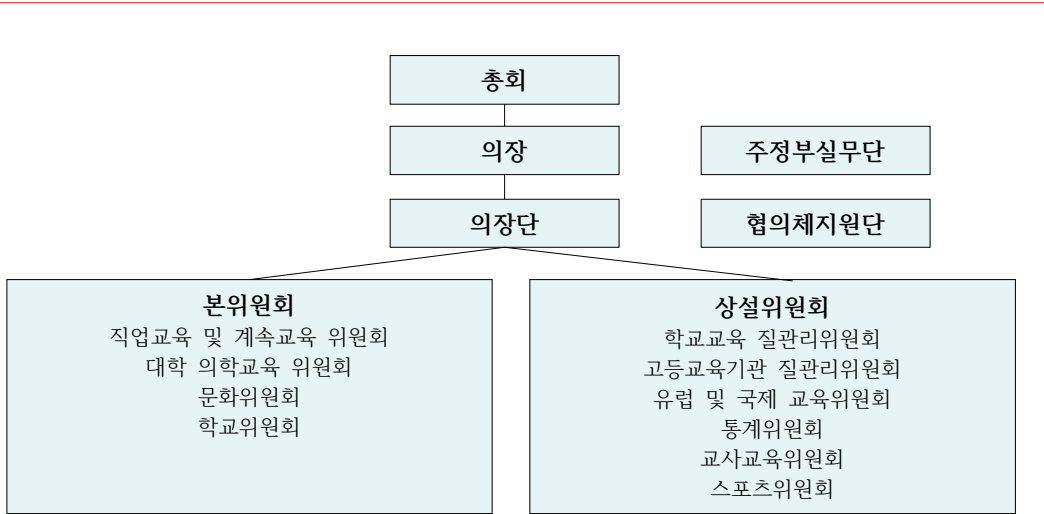 총회
의장
주정부실무단
의장단
협의체지원단
본위원회
직업교육 및 계속교육 위원회
대학 의학교육 위원회
문화위원회
학교위원회
상설위원회
학교교육 질관리위원회
고등교육기관 질관리위원회
유럽 및 국제 교육위원회
통계위원회
교사교육위원회
스포츠위원회